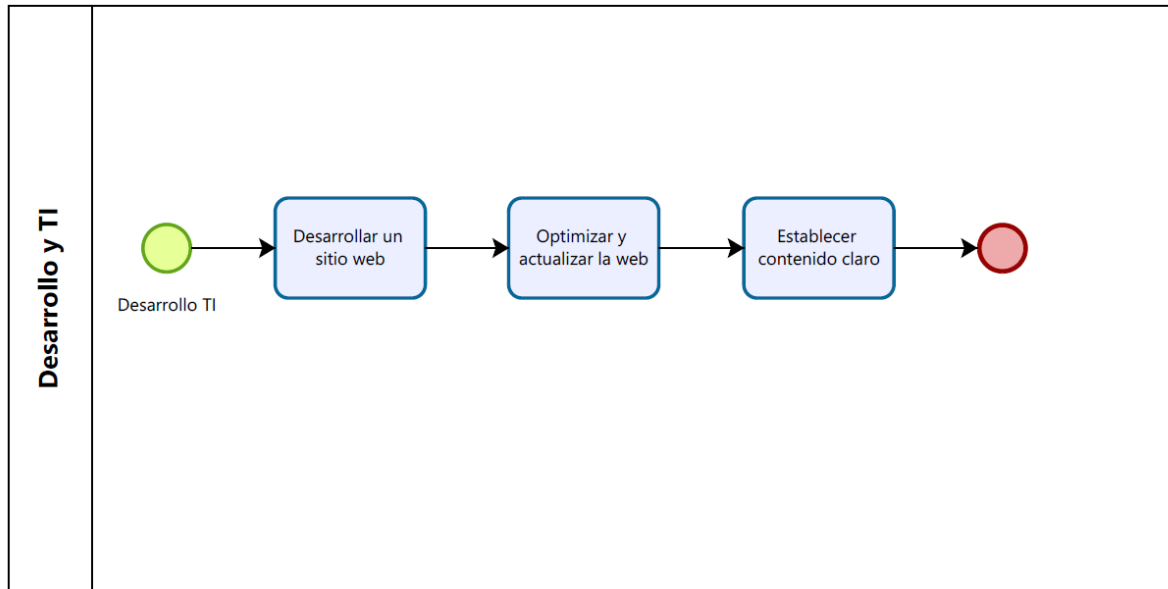 Desarrollo y TI
Desarrollo TI
Desarrollar un
sitio web
Optimizar y
actualizar la web
Establecer
contenido claro